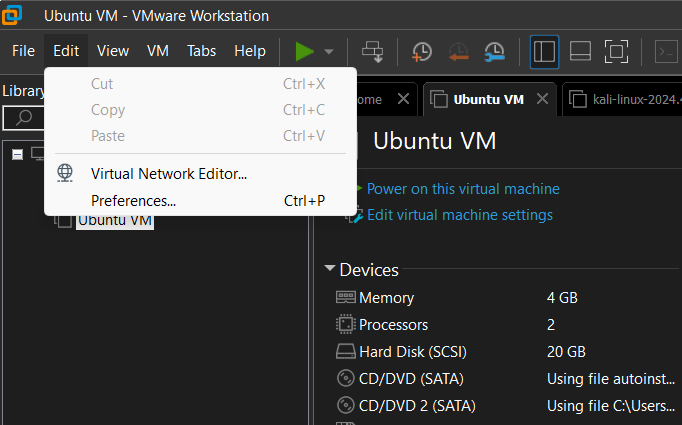 Ubuntu VM - VMware Workstation
File Edit View VM Tabs Help
Library
Cut Ctrl+X
Copy Ctrl+C
Paste Ctrl+V
Virtual Network Editor...
Preferences... Ctrl+P
Ubuntu VM
ome Ubuntu VM kali-linux-2024.4
Ubuntu VM
Power on this virtual machine
Edit virtual machine settings
Devices
Memory 4 GB
Processors 2
Hard Disk (SCSI) 20 GB
CD/DVD (SATA) Using file autoinst...
CD/DVD 2 (SATA) Using file C:\Users...